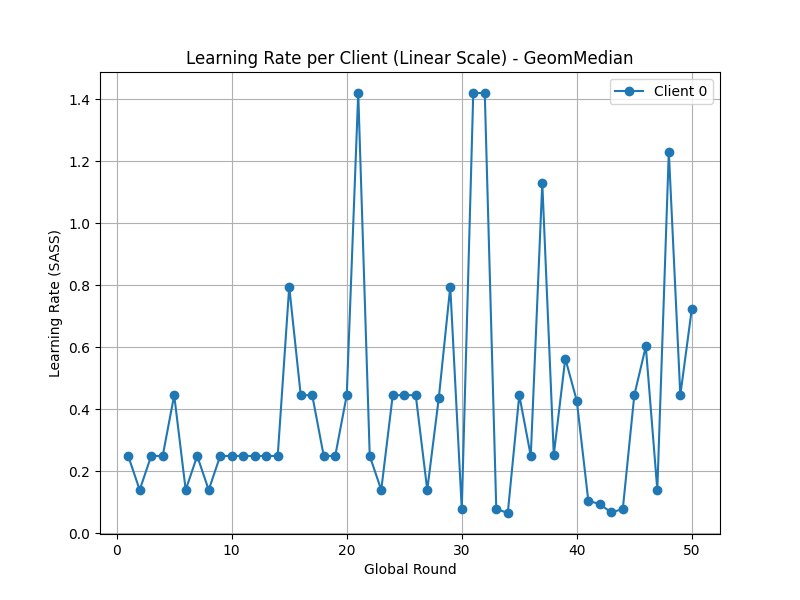 Learning Rate per Client (Linear Scale) - GeomMedian
Client 0
Learning Rate (SASS)
1.4
1.2
1.0
0.8
0.6
0.4
0.2
0.0
0 10 20 30 40 50
Global Round